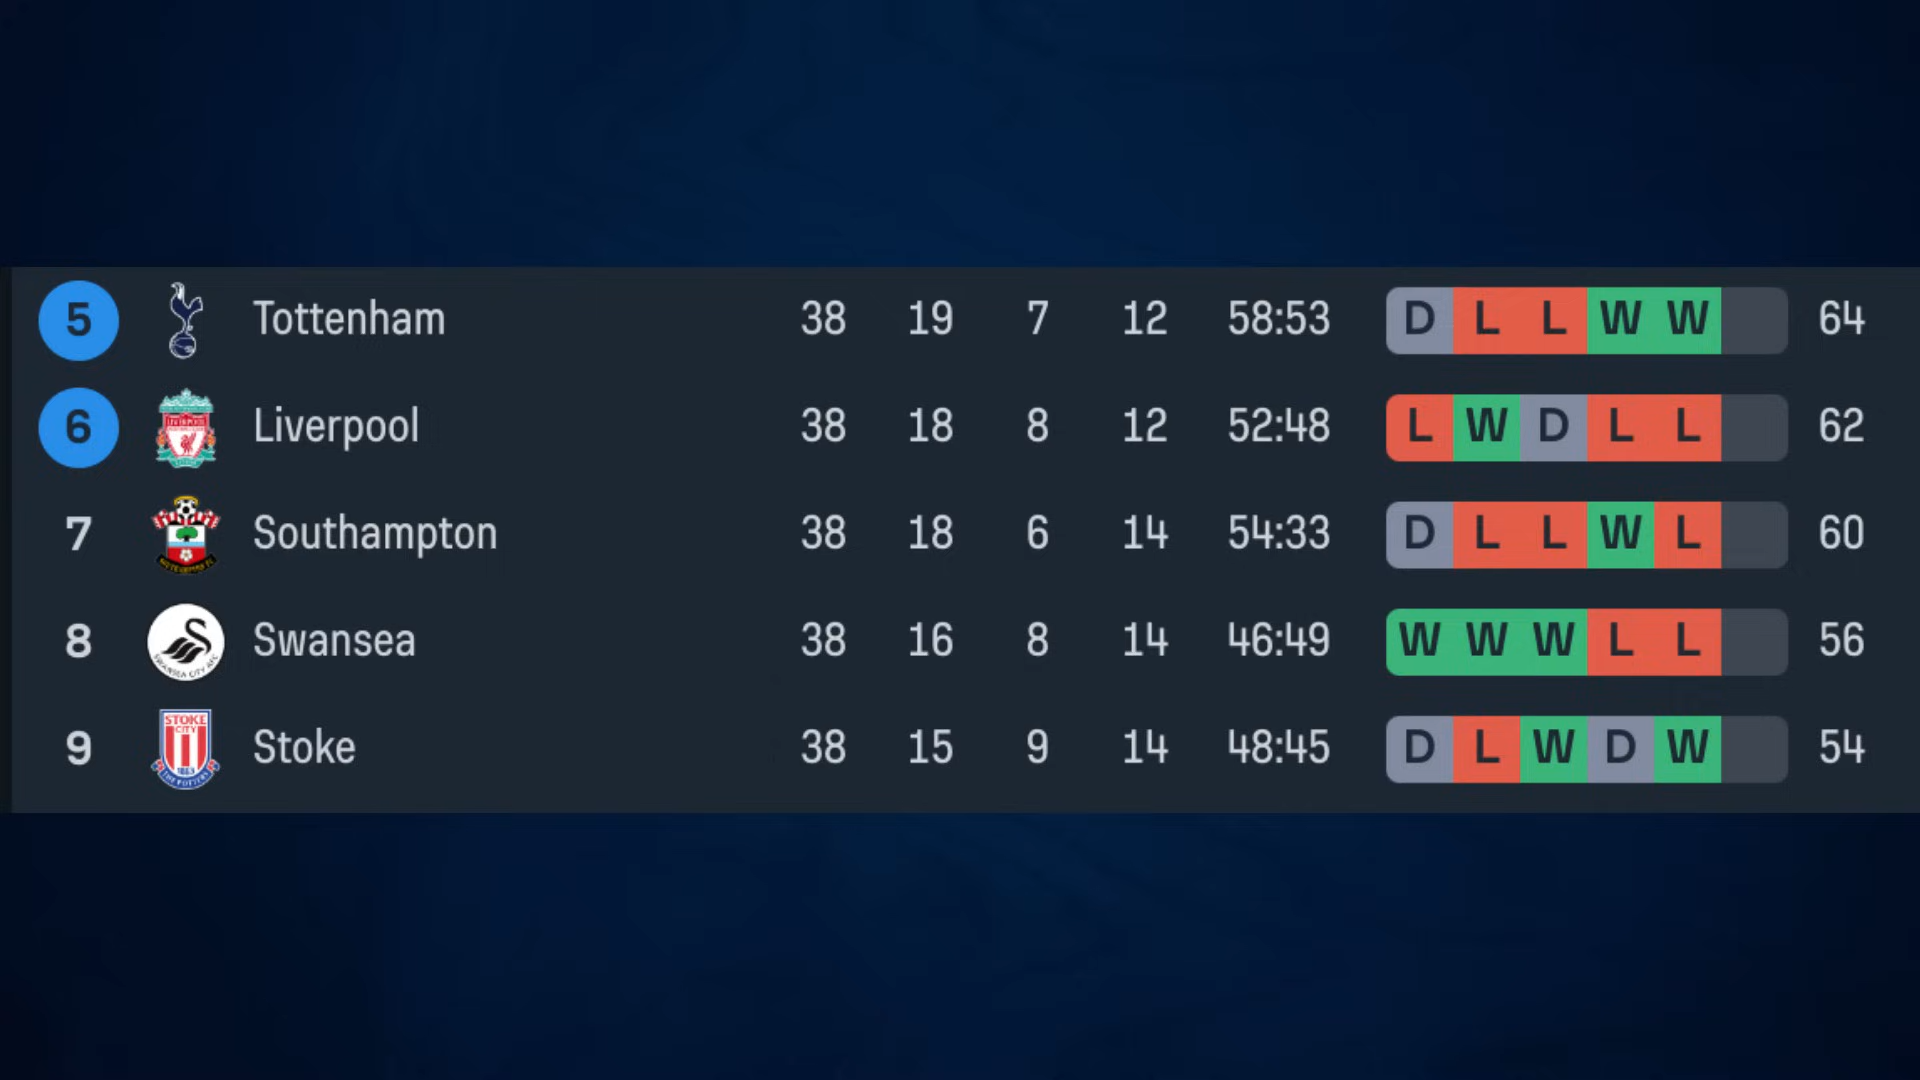 5 Tottenham 38 19 7 12 58:53 D L L W W 64
6 Liverpool 38 18 8 12 52:48 L W D L L 62
7 Southampton 38 18 6 14 54:33 D L L W L 60
8 Swansea 38 16 8 14 46:49 W W W L L 56
9 STOKE CITY Stoke 38 15 9 14 48:45 D L W D W 54